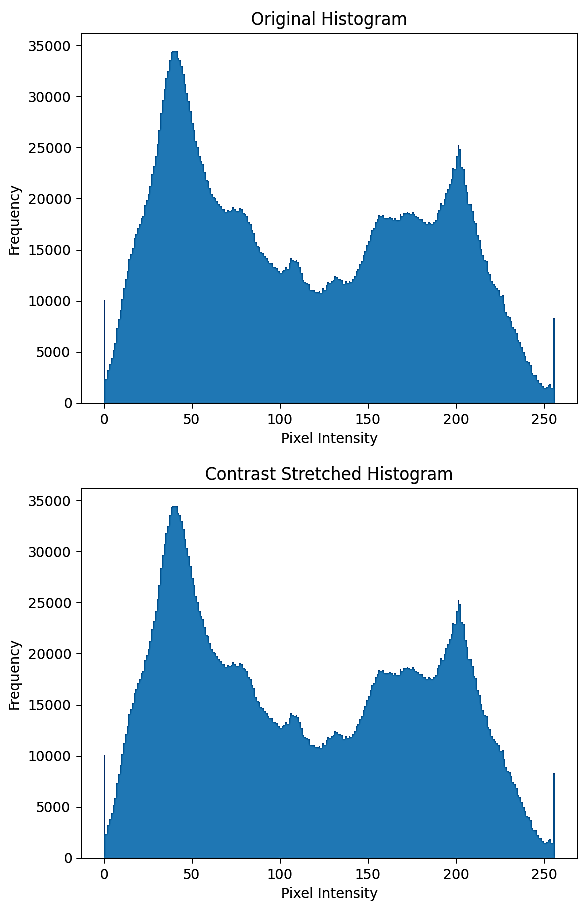 Original Histogram
35000
30000
25000
20000
15000
10000
5000
0
Frequency
0 50 100 150 200 250
Pixel Intensity
Contrast Stretched Histogram
35000
30000
25000
20000
15000
10000
5000
0
Frequency
0 50 100 150 200 250
Pixel Intensity